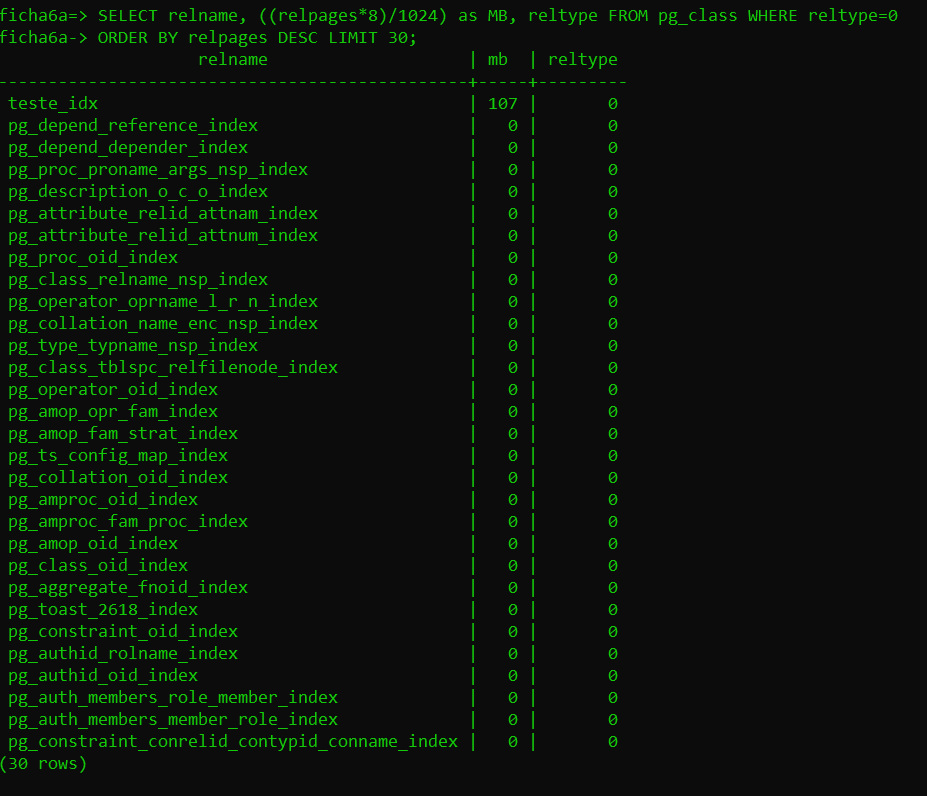 ficha6a=> SELECT relname, ((relpages*8)/1024) as MB, reltype FROM pg_class WHERE reltype=0
ficha6a-> ORDER BY relpages DESC LIMIT 30;
relname | mb | reltype
-----------------------------------------------+-----+---------
teste_idx | 107 | 0
pg_depend_reference_index | 0 | 0
pg_depend_depender_index | 0 | 0
pg_proc_proname_args_nsp_index | 0 | 0
pg_description_o_c_o_index | 0 | 0
pg_attribute_relid_attnam_index | 0 | 0
pg_attribute_relid_attnum_index | 0 | 0
pg_proc_oid_index | 0 | 0
pg_class_relname_nsp_index | 0 | 0
pg_operator_oprname_l_r_n_index | 0 | 0
pg_collation_name_enc_nsp_index | 0 | 0
pg_type_typname_nsp_index | 0 | 0
pg_class_tblspc_relfilenode_index | 0 | 0
pg_operator_oid_index | 0 | 0
pg_amop_opr_fam_index | 0 | 0
pg_amop_fam_strat_index | 0 | 0
pg_ts_config_map_index | 0 | 0
pg_collation_oid_index | 0 | 0
pg_amproc_oid_index | 0 | 0
pg_amproc_fam_proc_index | 0 | 0
pg_amop_oid_index | 0 | 0
pg_class_oid_index | 0 | 0
pg_aggregate_fnoid_index | 0 | 0
pg_toast_2618_index | 0 | 0
pg_constraint_oid_index | 0 | 0
pg_authid_rolname_index | 0 | 0
pg_authid_oid_index | 0 | 0
pg_auth_members_role_member_index | 0 | 0
pg_auth_members_member_role_index | 0 | 0
pg_constraint_conrelid_contypid_conname_index | 0 | 0
(30 rows)